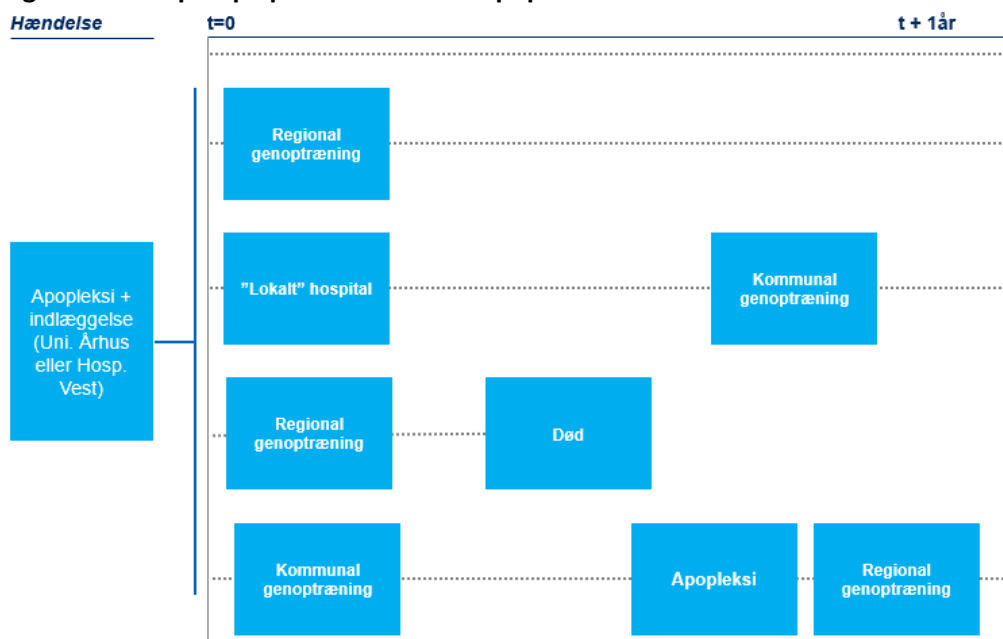 Hændelse
t=0
t + 1år
Regional
genoptræning
Apopleksi +
indlæggelse
(Uni. Århus
eller Hosp.
Vest)
"Lokalt" hospital
Kommunal
genoptræning
Regional
genoptræning
Død
Kommunal
genoptræning
Apopleksi
Regional
genoptræning